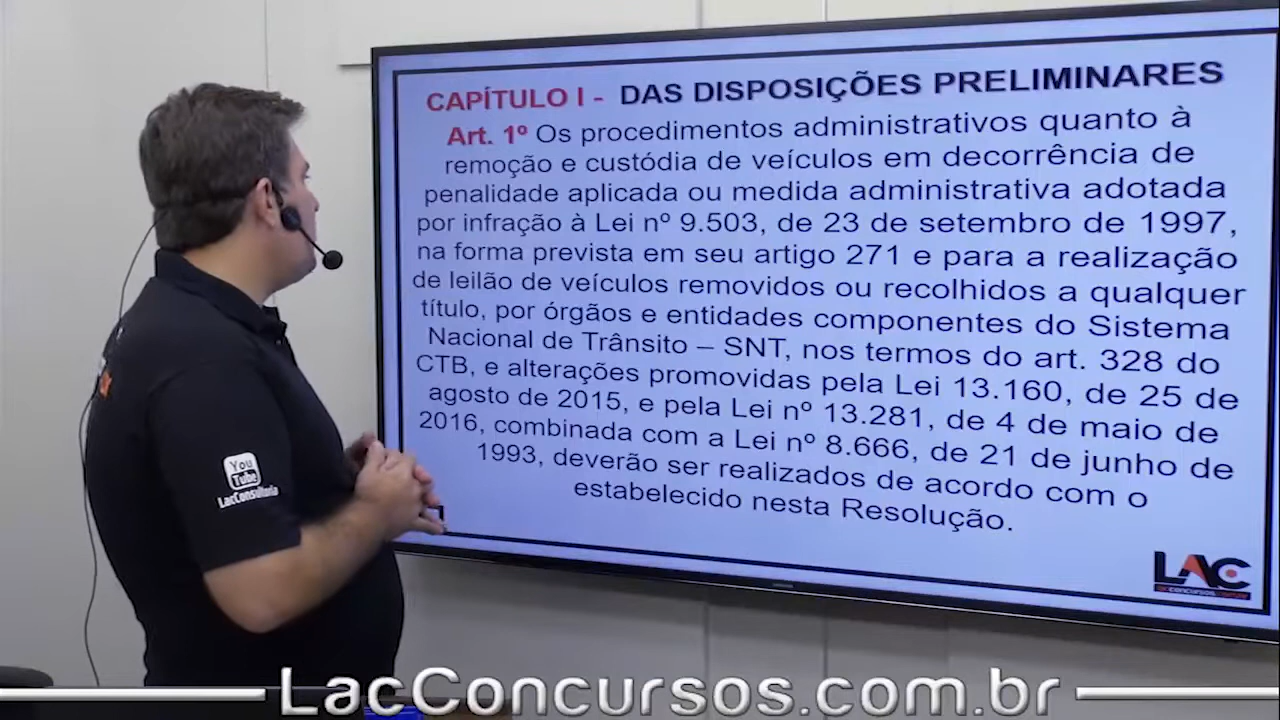 CAPÍTULO I - DAS DISPOSIÇÕES PRELIMINARES
Art. 1º Os procedimentos administrativos quanto à
remoção e custódia de veículos em decorrência de
penalidade aplicada ou medida administrativa adotada
por infração à Lei nº 9.503, de 23 de setembro de 1997,
na forma prevista em seu artigo 271 e para a realização
de leilão de veículos removidos ou recolhidos a qualquer
título, por órgãos e entidades componentes do Sistema
Nacional de Trânsito – SNT, nos termos do art. 328 do
CTB, e alterações promovidas pela Lei 13.160, de 25 de
agosto de 2015, e pela Lei nº 13.281, de 4 de maio de
2016, combinada com a Lei nº 8.666, de 21 de junho de
1993, deverão ser realizados de acordo com o
estabelecido nesta Resolução.
You
Tube
LacConsultoria
LAC
LacConcursos.com.br